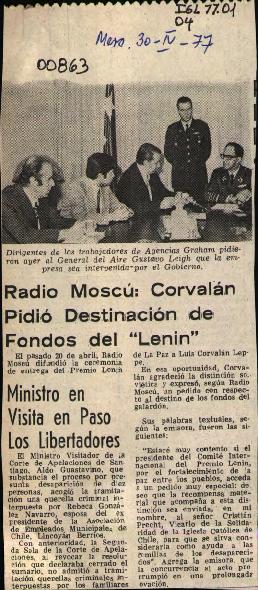 IGL 77.01
04
Merc. 30-IV-77
00863
Dirigentes de los trabajadores de Agencias Graham pidie-
ron ayer al General del Aire Gustavo Leigh que la em-
presa sea intervenida por el Gobierno.
Radio Moscú: Corvalán
Pidió Destinación de
Fondos del "Lenin"
El pasado 20 de abril, Radio
Moscú difundió la ceremonia
de entrega del Premio Lenin
Ministro en
Visita en Paso
Los Libertadores
El Ministro Visitador de la
Corte de Apelaciones de San-
tiago, Aldo Guastavino, que
substancia el proceso por pre-
sunta desaparición de diez
personas, acogió la tramita-
ción una querella criminal in-
terpuesta por Rebeca Gonzá-
lez Navarro, esposa del ex
presidente de la Asociación
de Empleados Municipales de
Chile, Lincoyán Berríos.
Con anterioridad, la Segun-
da Sala de la Corte de Apela-
ciones, al revocar la resolu-
ción que declaraba cerrado el
sumario, no admitió a trami-
tación querellas criminales in-
terpuestas por los familiares
de La Paz a Luis Corvalán Lep-
pe.
En esa oportunidad, Corvalán
agradeció la distinción so-
viética y expresó, según Radio
Moscú, un pedido con respec-
to al destino de los fondos del
galardón.
Sus palabras textuales, se-
gún la emisora, fueron las si-
guientes:
"Estaré muy contento si el
presidente del Comité Inter-
nacional del Premio Lenin,
por el fortalecimiento de la
paz entre los pueblos, acceda
a un pedido muy especial de-
seo que la recompensa mate-
rial que acompaña a esta dis-
tinción sea enviada, en mi
nombre, al señor Cristián
Precht, Vicario de la Solidari-
dad de la Iglesia Católica de
Chile, para que se sirva con-
siderarla como ayuda a las
familias de los desapareci-
dos". Agrega la emisora que
la concurrencia al acto pro-
rrumpió en una prolongada
ovación.